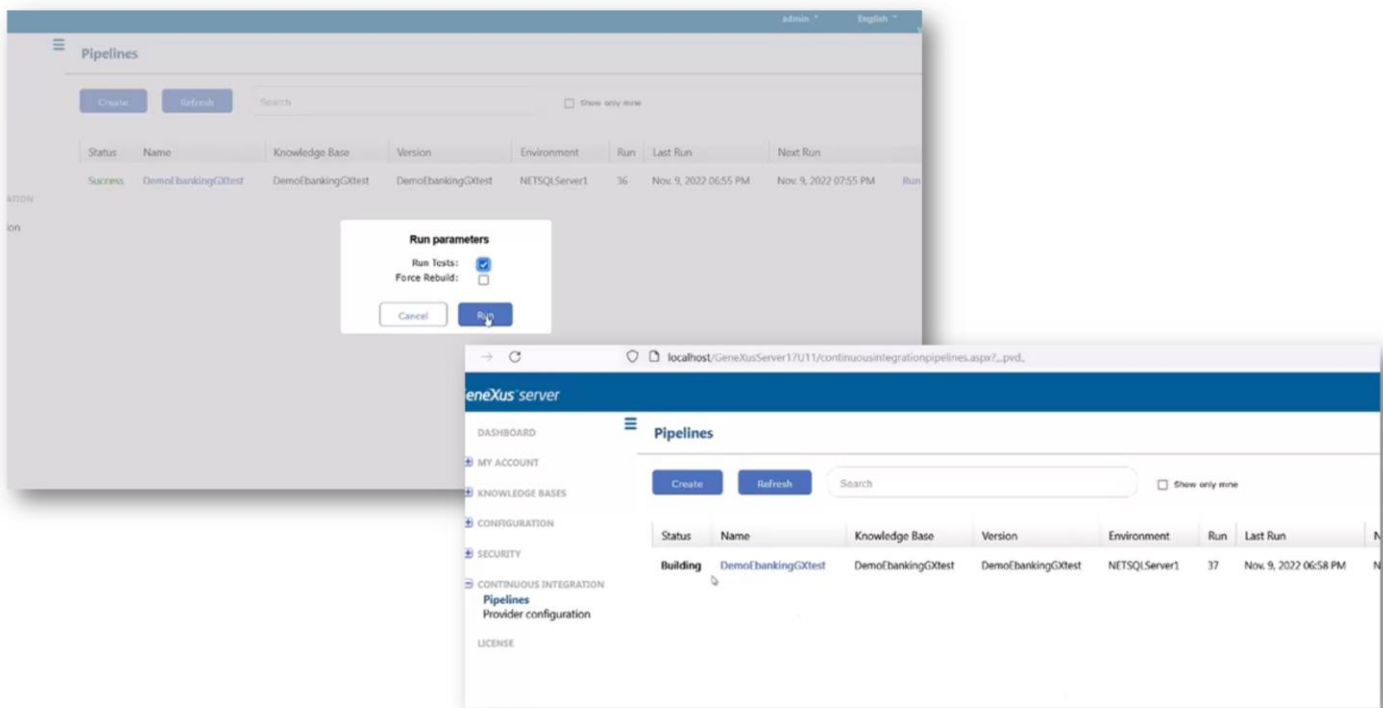 admin English
Pipelines
Create Refresh Search Show only mine
Status Name Knowledge Base Version Environment Run Last Run Next Run
Success DemoEbankingGXtest DemoEbankingGXtest DemoEbankingGXtest NETSQLServer1 36 Nov. 9, 2022 06:55 PM Nov. 9, 2022 07:55 PM Run
ATION
ion
Run parameters
Run Tests:
Force Rebuild:
Cancel Run
localhost/GeneXusServer17U11/continuousintegrationpipelines.aspx?_pvd_
eneXus server
DASHBOARD
MY ACCOUNT
KNOWLEDGE BASES
CONFIGURATION
SECURITY
CONTINUOUS INTEGRATION
Pipelines
Provider configuration
LICENSE
Pipelines
Create Refresh Search Show only mine
Status Name Knowledge Base Version Environment Run Last Run N
Building DemoEbankingGXtest DemoEbankingGXtest DemoEbankingGXtest NETSQLServer1 37 Nov. 9, 2022 06:58 PM N